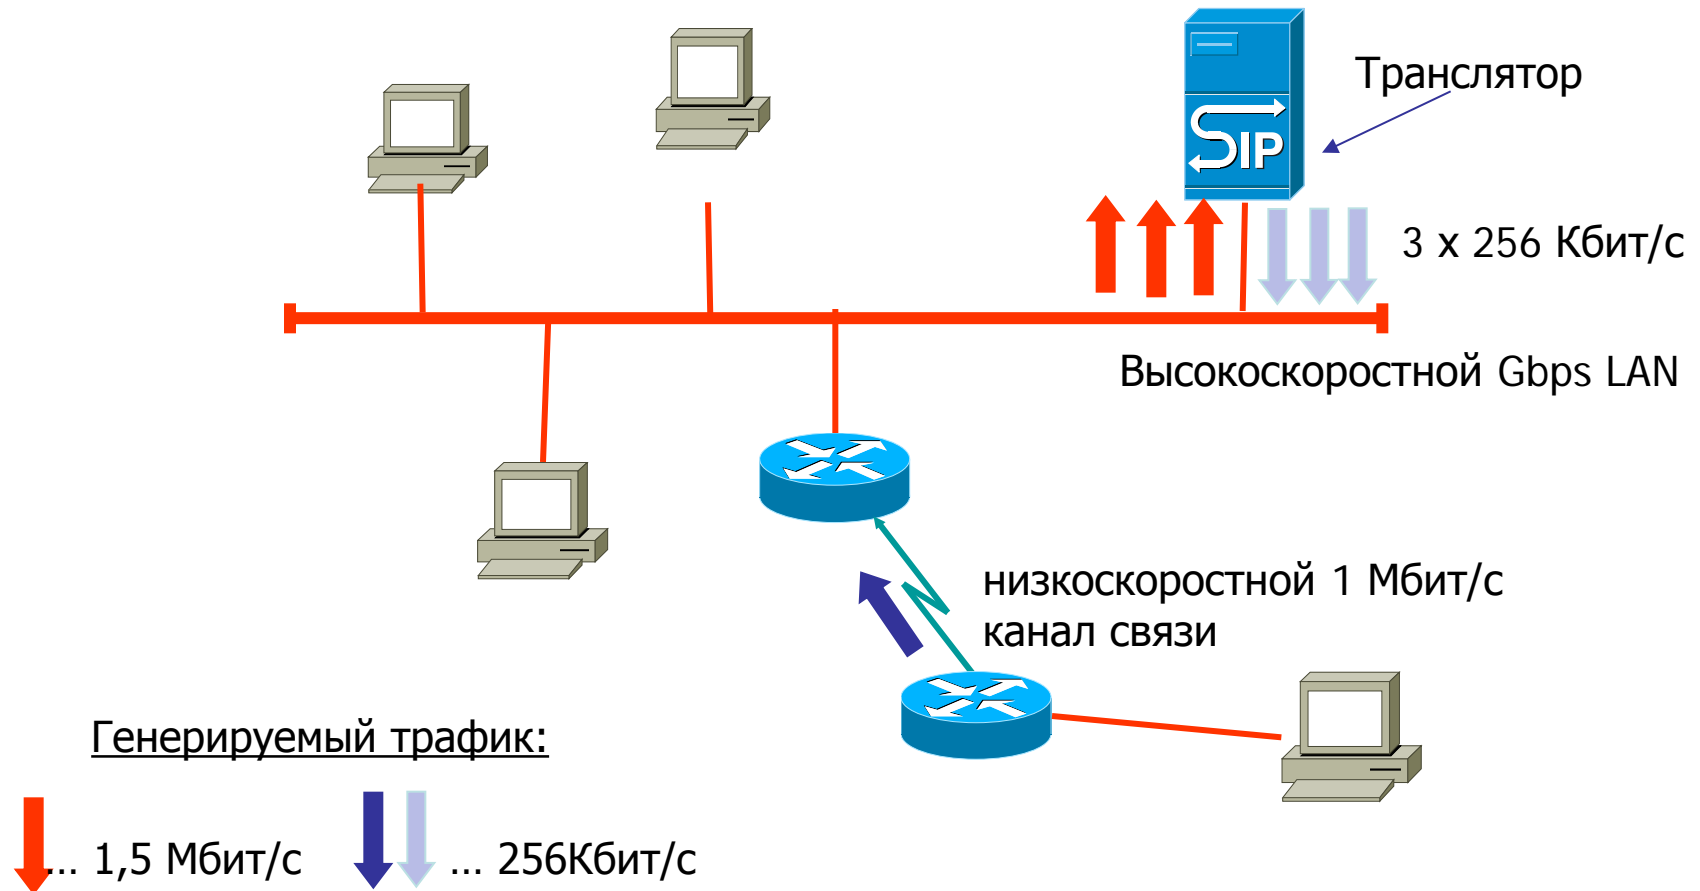 Транслятор
SIP
3 x 256 Кбит/с
Высокоскоростной Gbps LAN
низкоскоростной 1 Мбит/с
канал связи
Генерируемый трафик:
... 1,5 Мбит/с ... 256Кбит/с